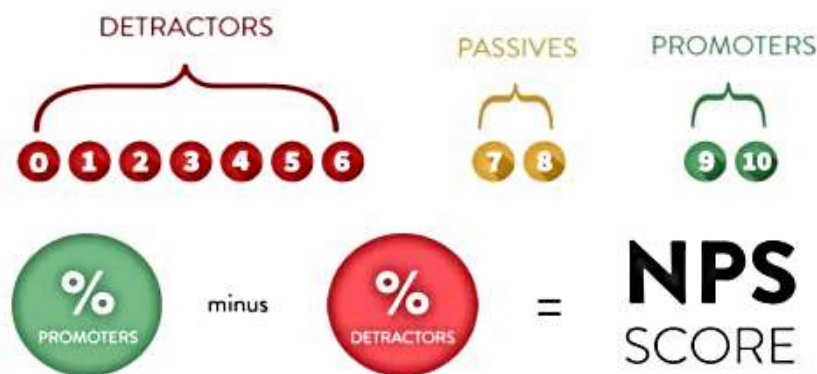 DETRACTORS
PASSIVES
PROMOTERS
0 1 2 3 4 5 6
7 8
9 10
% PROMOTERS
minus
% DETRACTORS
=
NPS
SCORE